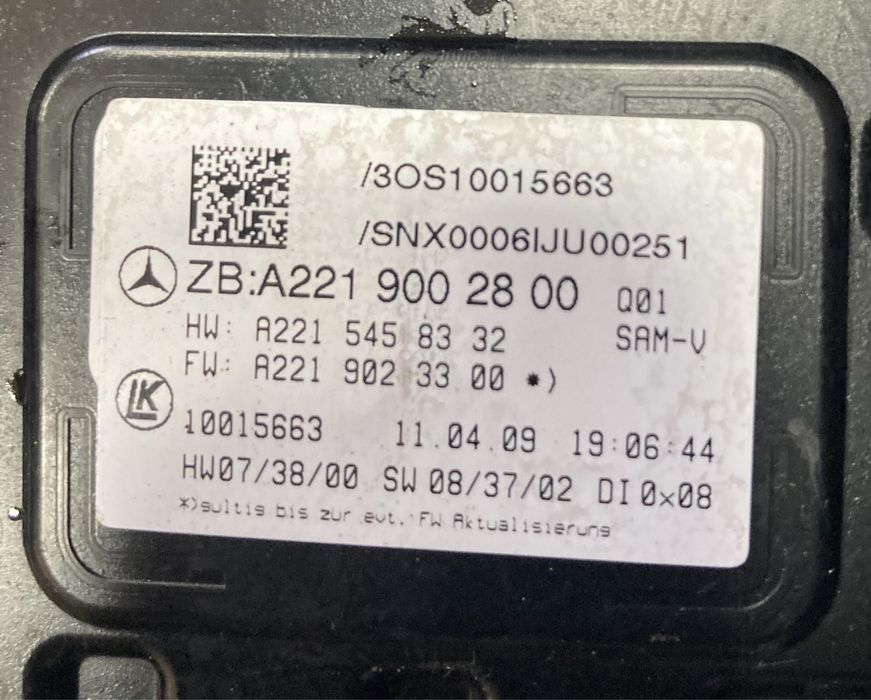 /3OS10015663
/SNX0006IJU00251
ZB:A221 900 28 00 Q01
HW: A221 545 83 32 SAM-V
FW: A221 902 33 00 *)
LK
10015663 11.04.09 19:06:44
HW07/38/00 SW 08/37/02 DI0x08
*)gultig bis zur evt. FW Aktualisierung